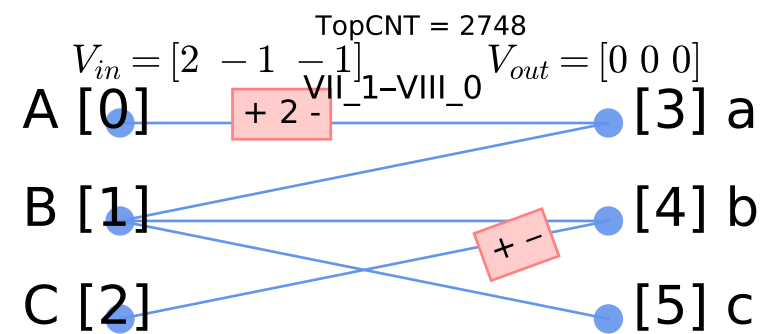 TopCNT = 2748
V_in = [2 −1 −1] V_out = [0 0 0]
VII_1–VIII_0
A [0] + 2 - [3] a
B [1] [4] b
+ −
C [2] [5] c